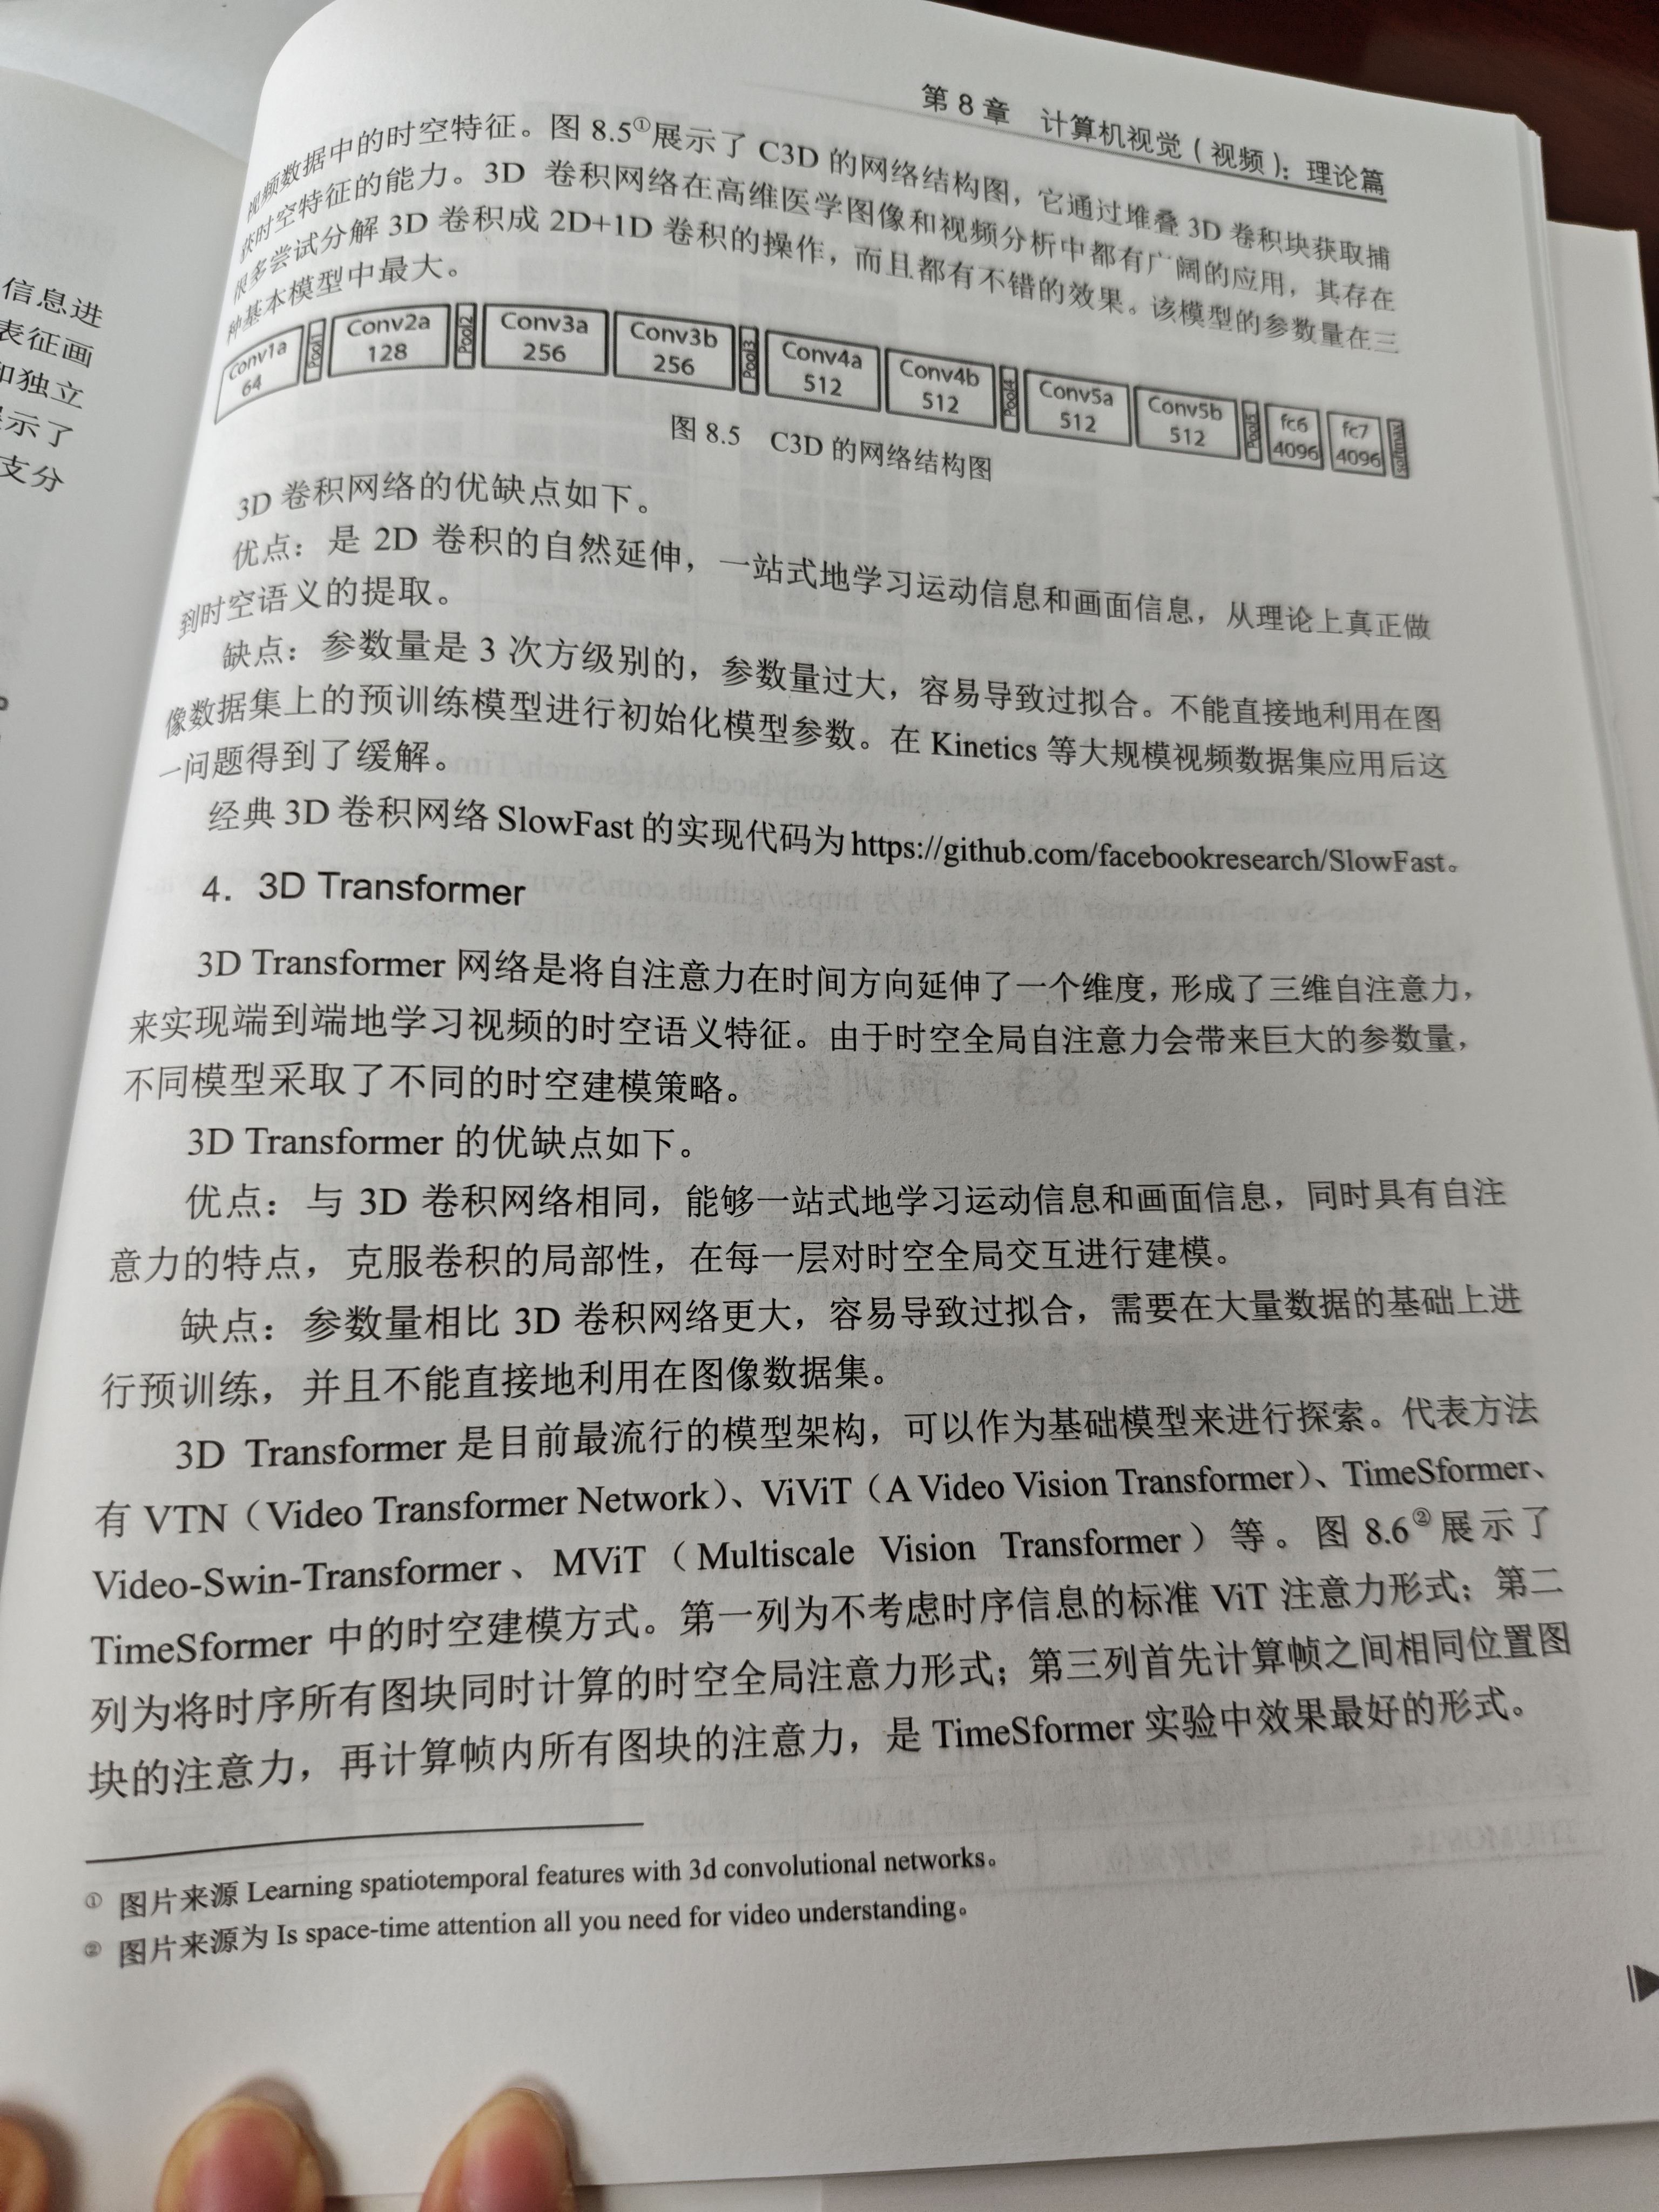 信息进
表征画
和独立
展示了
支分
第 8 章 计算机视觉（视频）：理论篇
视频数据中的时空特征。图 8.5①展示了 C3D 的网络结构图，它通过堆叠 3D 卷积块获取捕
获时空特征的能力。3D 卷积网络在高维医学图像和视频分析中都有广阔的应用，其存在
很多尝试分解 3D 卷积成 2D+1D 卷积的操作，而且都有不错的效果。该模型的参数量在三
种基本模型中最大。
Conv1a 64 Pool1 Conv2a 128 Pool2 Conv3a 256 Conv3b 256 Pool3 Conv4a 512 Conv4b 512 Pool4 Conv5a 512 Conv5b 512 Pool5 fc6 4096 fc7 4096 softmax
图 8.5 C3D 的网络结构图
3D 卷积网络的优缺点如下。
优点：是 2D 卷积的自然延伸，一站式地学习运动信息和画面信息，从理论上真正做
到时空语义的提取。
缺点：参数量是 3 次方级别的，参数量过大，容易导致过拟合。不能直接地利用在图
像数据集上的预训练模型进行初始化模型参数。在 Kinetics 等大规模视频数据集应用后这
一问题得到了缓解。
经典 3D 卷积网络 SlowFast 的实现代码为 https://github.com/facebookresearch/SlowFast。
4. 3D Transformer
3D Transformer 网络是将自注意力在时间方向延伸了一个维度，形成了三维自注意力，
来实现端到端地学习视频的时空语义特征。由于时空全局自注意力会带来巨大的参数量，
不同模型采取了不同的时空建模策略。
3D Transformer 的优缺点如下。
优点：与 3D 卷积网络相同，能够一站式地学习运动信息和画面信息，同时具有自注
意力的特点，克服卷积的局部性，在每一层对时空全局交互进行建模。
缺点：参数量相比 3D 卷积网络更大，容易导致过拟合，需要在大量数据的基础上进
行预训练，并且不能直接地利用在图像数据集。
3D Transformer 是目前最流行的模型架构，可以作为基础模型来进行探索。代表方法
有 VTN（Video Transformer Network）、ViViT（A Video Vision Transformer）、TimeSformer、
Video-Swin-Transformer、MViT（Multiscale Vision Transformer）等。图 8.6②展示了
TimeSformer 中的时空建模方式。第一列为不考虑时序信息的标准 ViT 注意力形式；第二
列为将时序所有图块同时计算的时空全局注意力形式；第三列首先计算帧之间相同位置图
块的注意力，再计算帧内所有图块的注意力，是 TimeSformer 实验中效果最好的形式。
① 图片来源 Learning spatiotemporal features with 3d convolutional networks。
② 图片来源为 Is space-time attention all you need for video understanding。